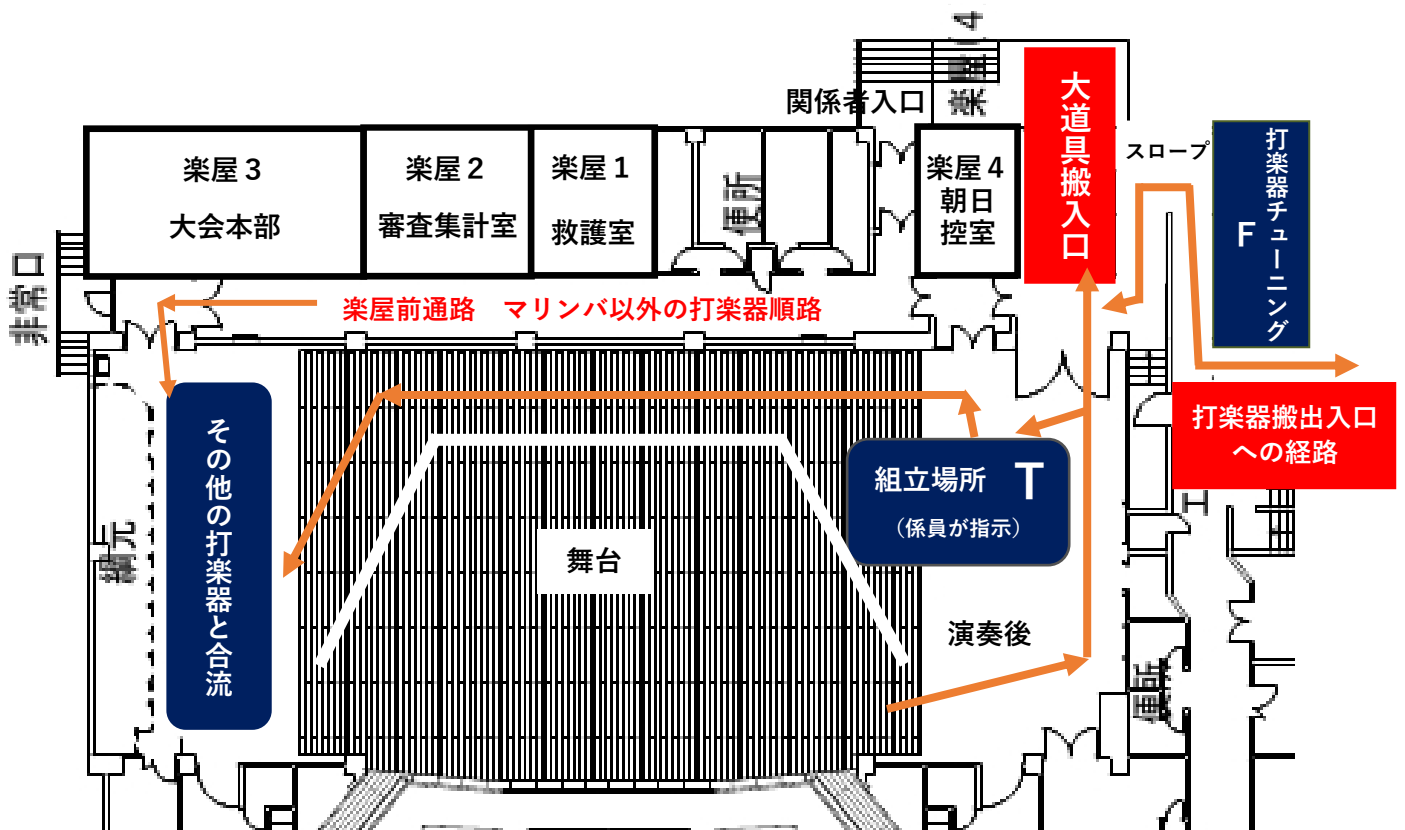 楽屋(4
関係者入口
大道具搬入口
スロープ
打楽器チューニング
F
楽屋３
大会本部
楽屋２
審査集計室
楽屋１
救護室
便所
楽屋４
朝日
控室
非常口
楽屋前通路　マリンバ以外の打楽器順路
打楽器搬出入口
への経路
その他の打楽器と合流
組立場所　T
（係員が指示）
綱元
舞台
演奏後
便所